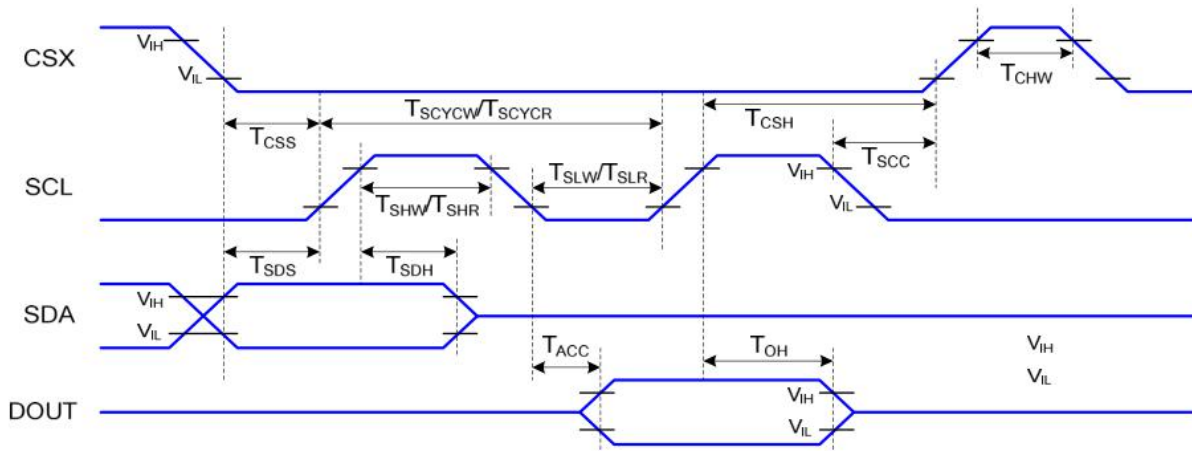 CSX
VIH
VIL
TCHW
TSCYCW/TSCYCR
TCSS
TCSH
TSCC
SCL
TSLW/TSLR
VIH
TSHW/TSHR
VIL
TSDS
TSDH
SDA
VIH
VIL
TACC
TOH
VIH
VIL
DOUT
VIH
VIL